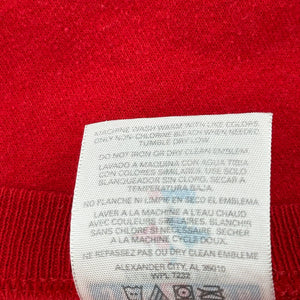 MACHINE WASH WARM WITH LIKE COLORS.
ONLY NON-CHLORINE BLEACH WHEN NEEDED.
TUMBLE DRY LOW.
DO NOT IRON OR DRY CLEAN EMBLEM.
LAVADO A MAQUINA CON AGUA TIBIA
CON COLORES SIMILARES. USAR
BLANQUEADOR SIN CLORO. SECAR A
TEMPERATURA BAJA.
NO PLANCHE NI LIMPIE EN SECO EL EMBLEMA.
LAVER A LA MACHINE A L'EAU CHAUD
AVEC COULEURS SIMILAIRES. BLANCHIR
SANS CHLORE SI NECESSAIRE. SECHER
A LA MACHINE CYCLE DOUX.
NE REPASSEZ PAS OU DRY CLEAN EMBLEME
ALEXANDER CITY, AL 35010